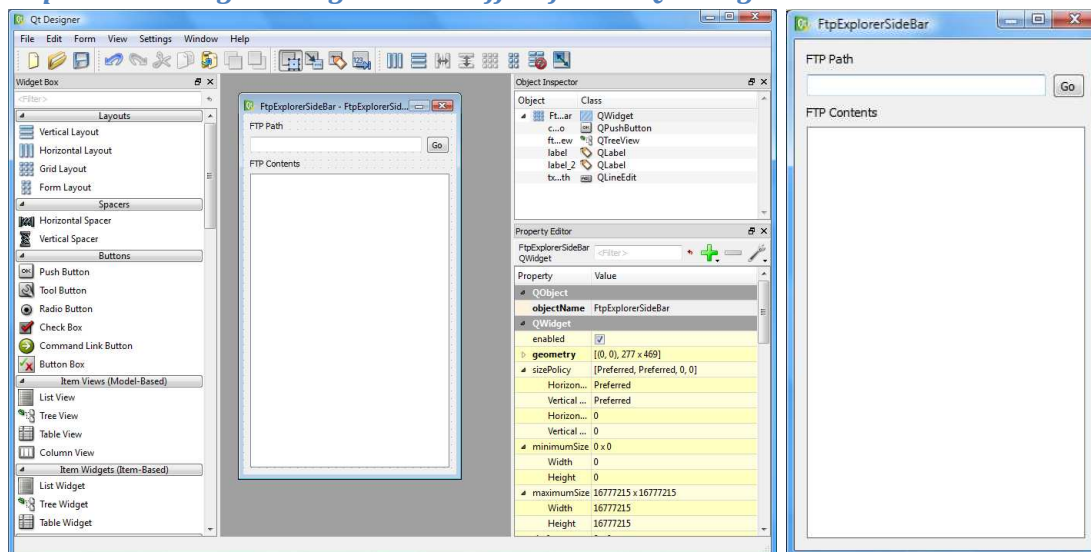 Qt Designer
File Edit Form View Settings Window Help
Widget Box
<Filter>
Layouts
Vertical Layout
Horizontal Layout
Grid Layout
Form Layout
Spacers
Horizontal Spacer
Vertical Spacer
Buttons
Push Button
Tool Button
Radio Button
Check Box
Command Link Button
Button Box
Item Views (Model-Based)
List View
Tree View
Table View
Column View
Item Widgets (Item-Based)
List Widget
Tree Widget
Table Widget
FtpExplorerSideBar - FtpExplorerSid...
FTP Path
Go
FTP Contents
Object Inspector
Object Class
Ft...ar QWidget
c...o QPushButton
ft...ew QTreeView
label QLabel
label_2 QLabel
tx...th QLineEdit
Property Editor
FtpExplorerSideBar
QWidget
<Filter>
Property Value
QObject
objectName FtpExplorerSideBar
QWidget
enabled
geometry [(0, 0), 277 x 469]
sizePolicy [Preferred, Preferred, 0, 0]
Horizon... Preferred
Vertical ... Preferred
Horizon... 0
Vertical ... 0
minimumSize 0 x 0
Width 0
Height 0
maximumSize 16777215 x 16777215
Width 16777215
Height 16777215
FtpExplorerSideBar
FTP Path
Go
FTP Contents